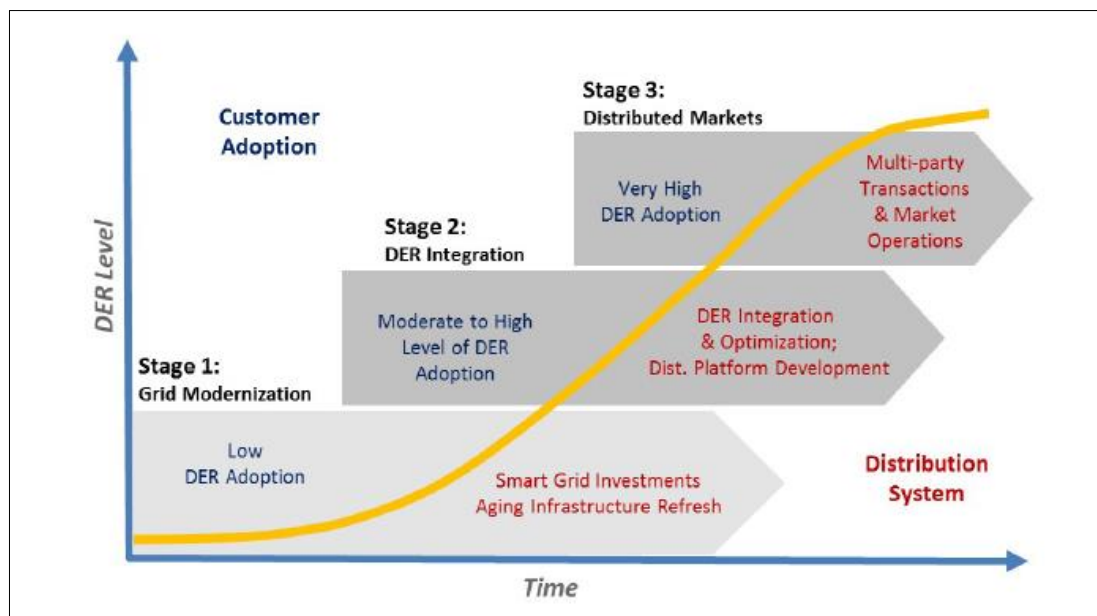 Customer
Adoption
Stage 3:
Distributed Markets
Very High
DER Adoption
Multi-party
Transactions
& Market
Operations
Stage 2:
DER Integration
Moderate to High
Level of DER
Adoption
DER Integration
& Optimization;
Dist. Platform Development
Stage 1:
Grid Modernization
Low
DER Adoption
Smart Grid Investments
Aging Infrastructure Refresh
Distribution
System
DER Level
Time